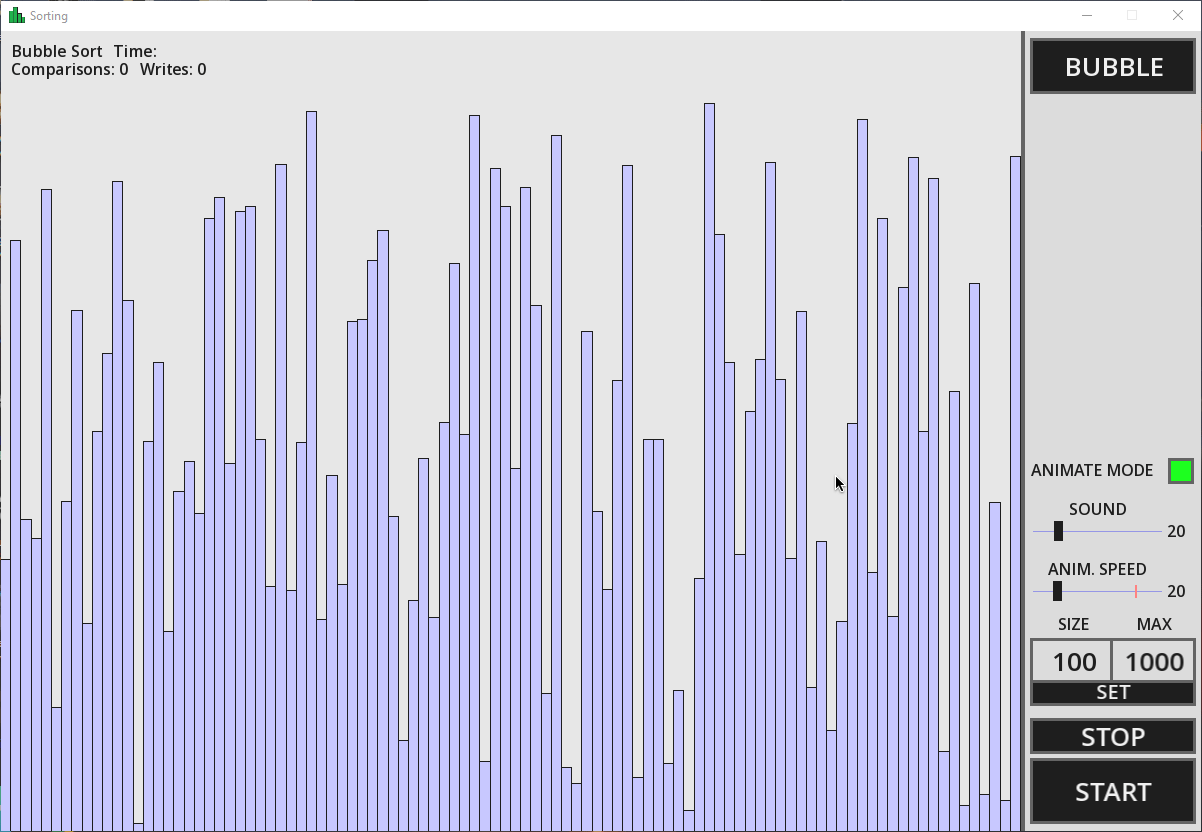 Sorting
Bubble Sort Time:
Comparisons: 0 Writes: 0
BUBBLE
ANIMATE MODE
SOUND
20
ANIM. SPEED
20
SIZE MAX
100 1000
SET
STOP
START